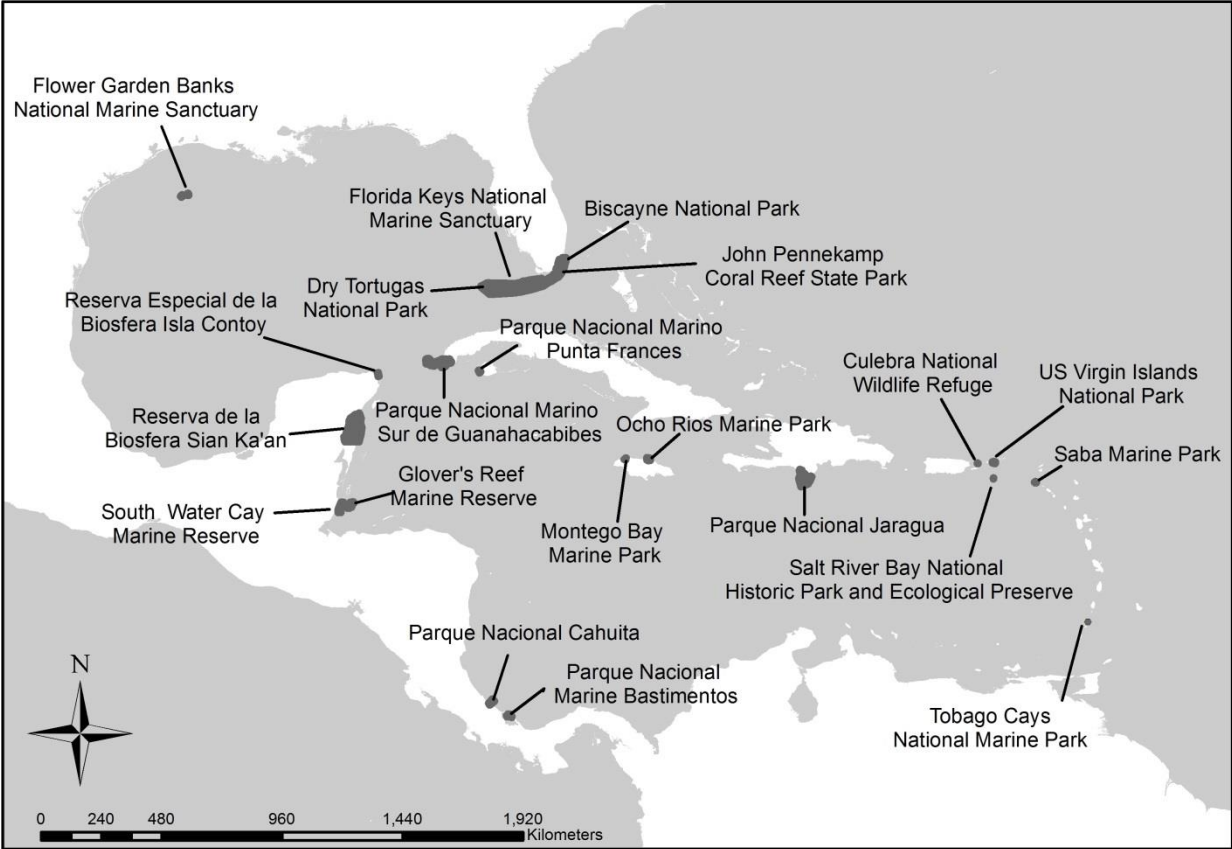 Flower Garden Banks
National Marine Sanctuary
Florida Keys National
Marine Sanctuary
Biscayne National Park
John Pennekamp
Coral Reef State Park
Dry Tortugas
National Park
Reserva Especial de la
Biosfera Isla Contoy
Parque Nacional Marino
Punta Frances
Culebra National
Wildlife Refuge
US Virgin Islands
National Park
Reserva de la
Biosfera Sian Ka'an
Parque Nacional Marino
Sur de Guanahacabibes
Ocho Rios Marine Park
Saba Marine Park
Glover's Reef
Marine Reserve
South Water Cay
Marine Reserve
Montego Bay
Marine Park
Parque Nacional Jaragua
Salt River Bay National
Historic Park and Ecological Preserve
Parque Nacional Cahuita
Parque Nacional
Marine Bastimentos
Tobago Cays
National Marine Park
N
0 240 480 960 1,440 1,920
Kilometers